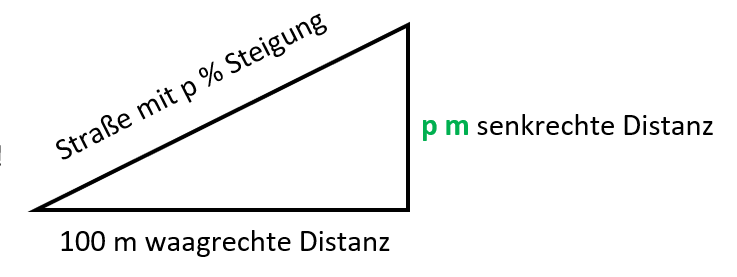 Straße mit p % Steigung
p m senkrechte Distanz
!
100 m waagrechte Distanz